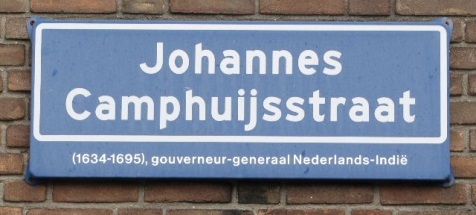 Johannes
Camphuijsstraat
(1634-1695), gouverneur-generaal Nederlands-Indië